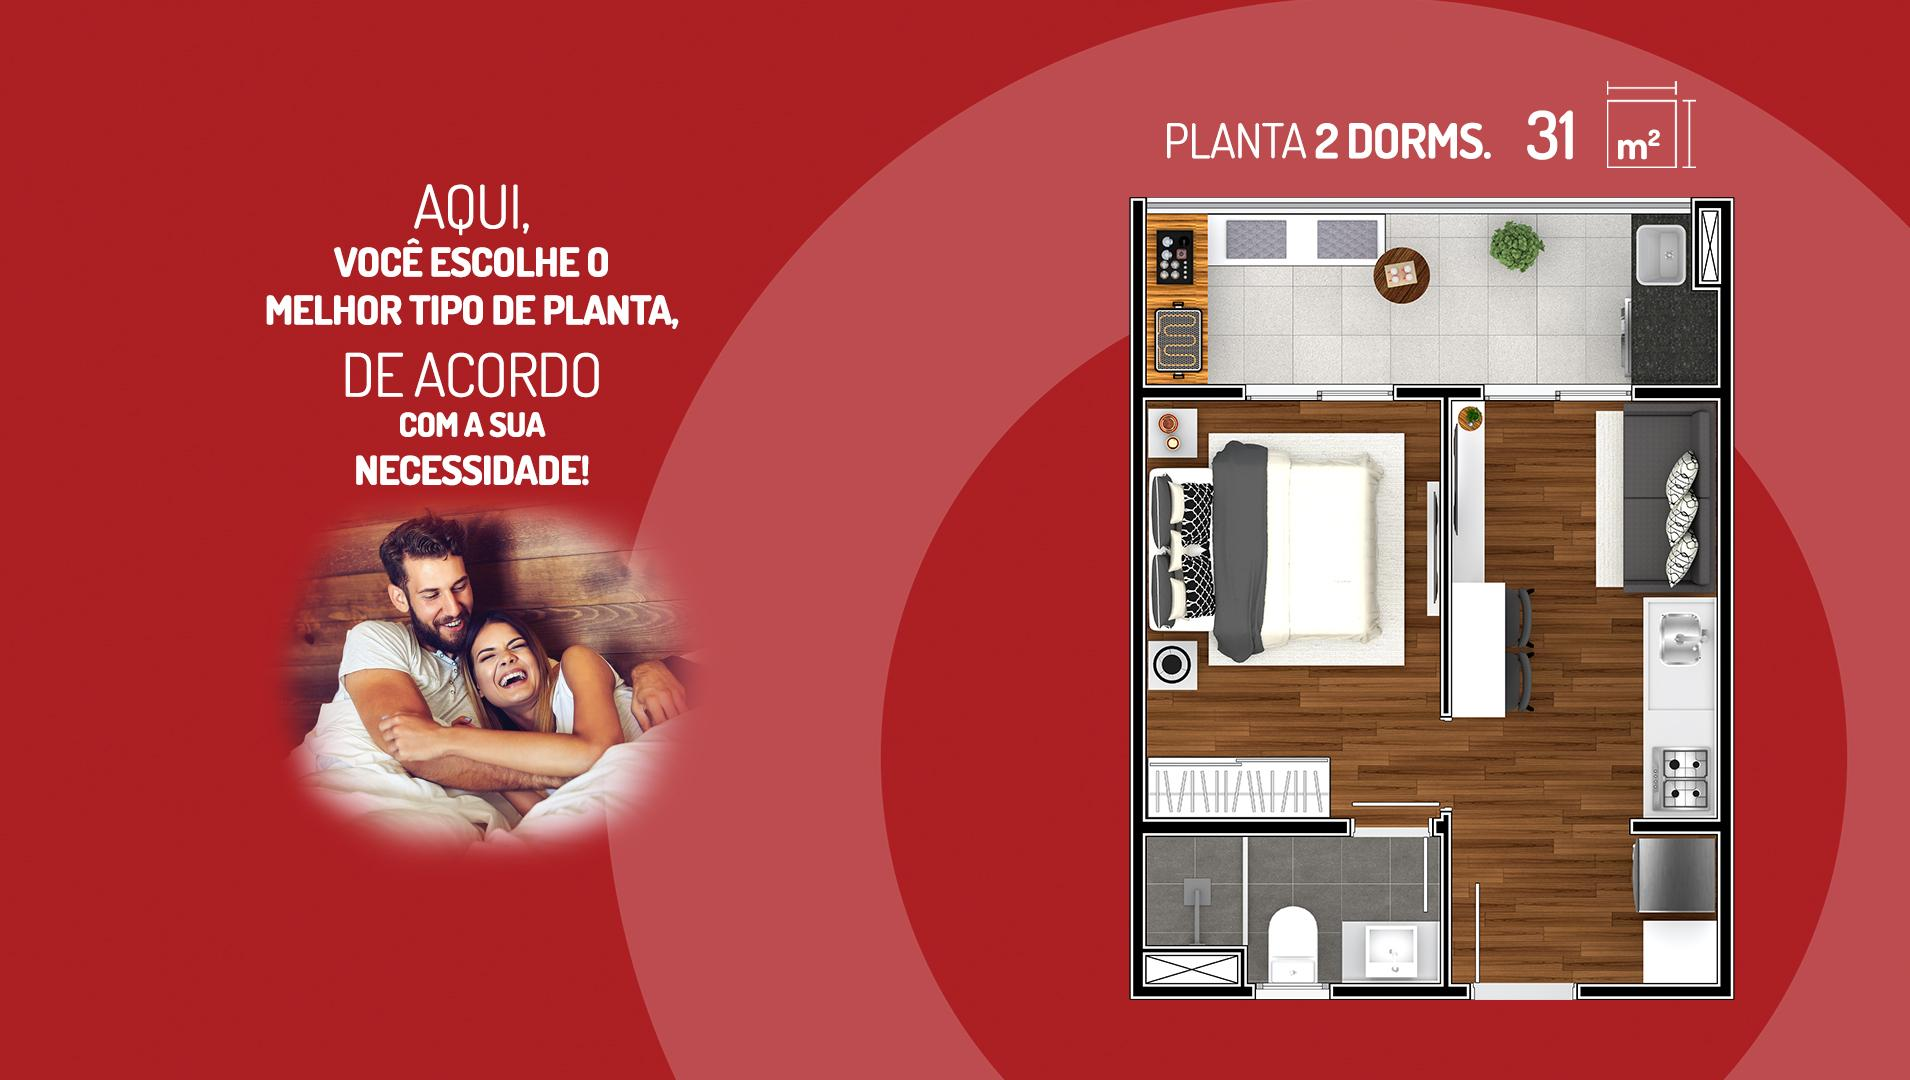 AQUI,
VOCÊ ESCOLHE O
MELHOR TIPO DE PLANTA,
DE ACORDO
COM A SUA
NECESSIDADE!
PLANTA 2 DORMS. 31 m²